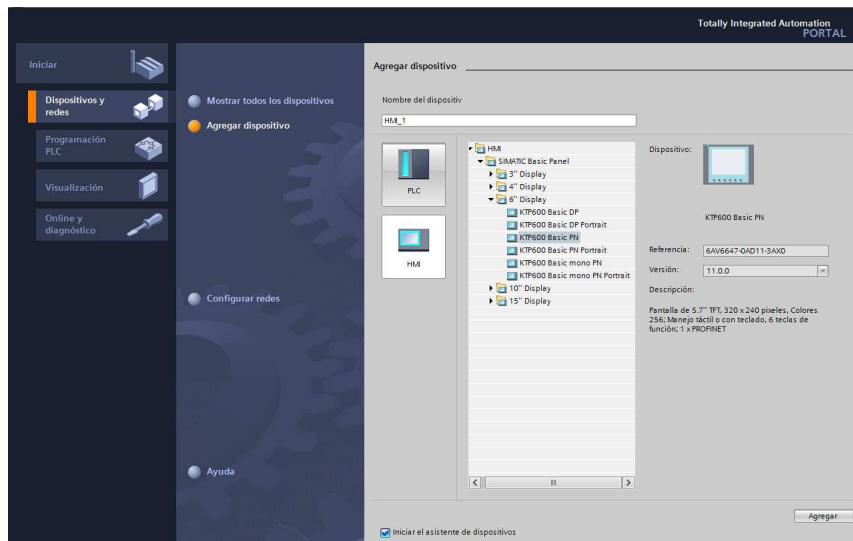 Totally Integrated Automation
PORTAL
Iniciar
Dispositivos y
redes
Programación
PLC
Visualización
Online y
diagnóstico
Mostrar todos los dispositivos
Agregar dispositivo
Configurar redes
Ayuda
Agregar dispositivo
Nombre del dispositiv
HMI_1
PLC
HMI
HMI
SIMATIC Basic Panel
3" Display
4" Display
6" Display
KTP600 Basic DP
KTP600 Basic DP Portrait
KTP600 Basic PN
KTP600 Basic PN Portrait
KTP600 Basic mono PN
KTP600 Basic mono PN Portrait
10" Display
15" Display
Dispositivo:
KTP600 Basic PN
Referencia: 6AV6647-0AD11-3AX0
Versión: 11.0.0
Descripción:
Pantalla de 5.7" TFT, 320 x 240 pixeles, Colores
256; Manejo táctil o con teclado, 6 teclas de
función; 1 x PROFINET
Agregar
Iniciar el asistente de dispositivos